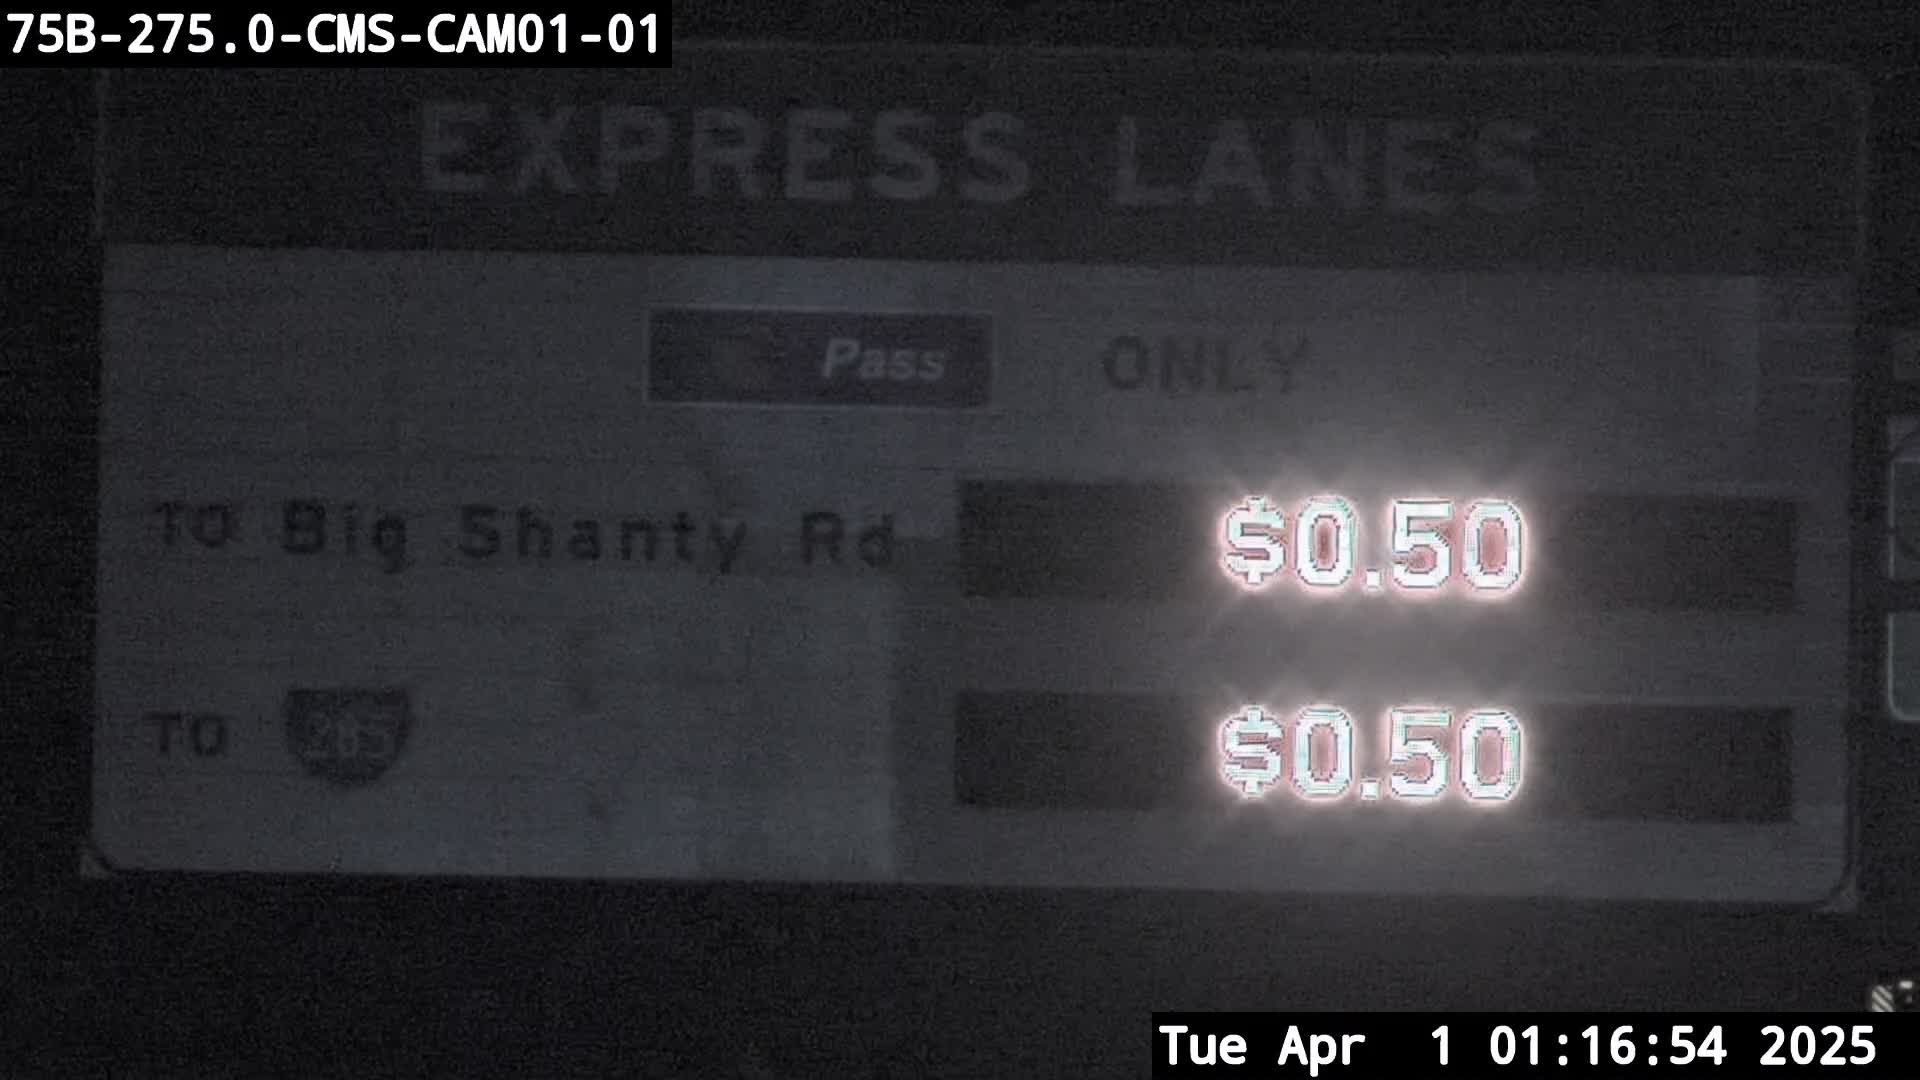 75B-275.0-CMS-CAM01-01
EXPRESS LANES
Pass ONLY
TO Big Shanty Rd $0.50
TO 285 $0.50
Tue Apr 1 01:16:54 2025